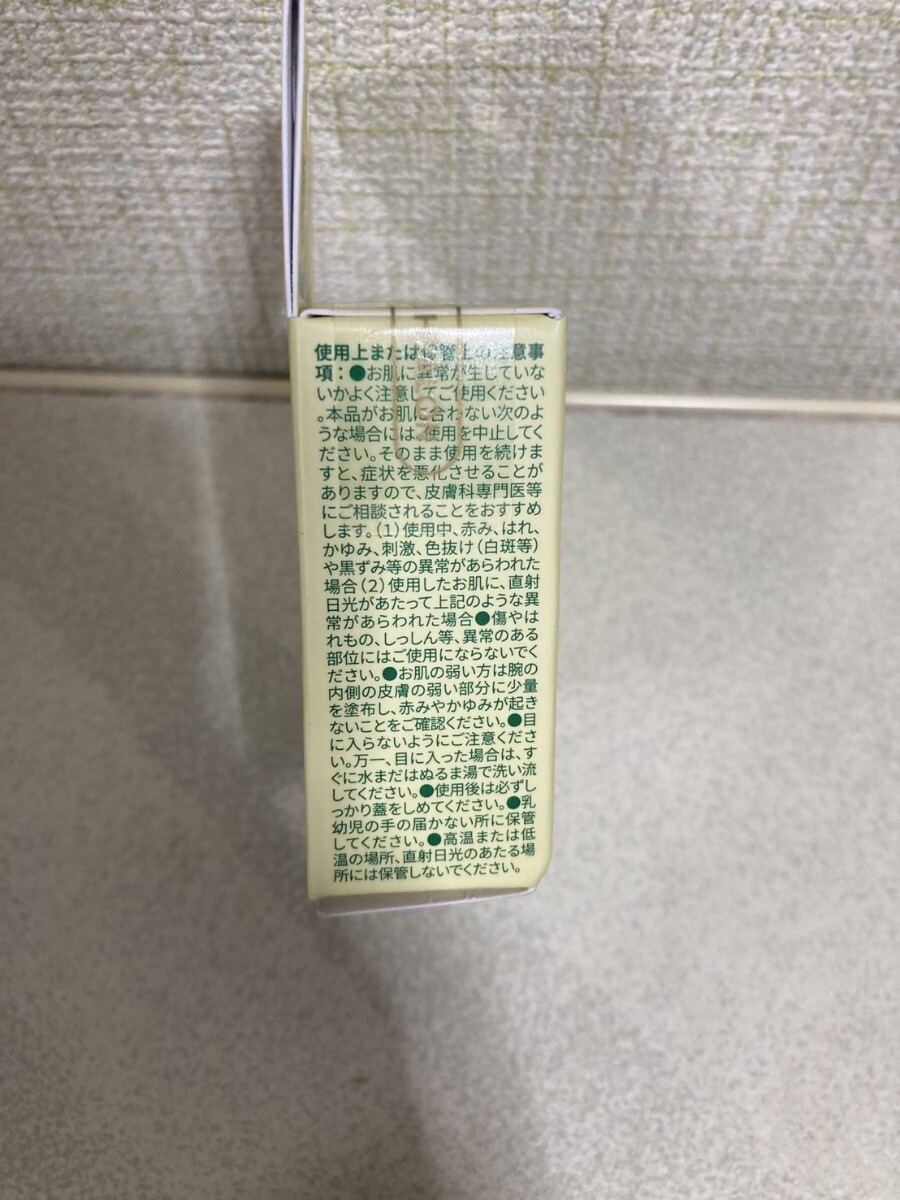 使用上または保管上の注意事
項：●お肌に異常が生じていな
いかよく注意してご使用ください
。本品がお肌に合わない次のよ
うな場合には、使用を中止してく
ださい。そのまま使用を続けま
すと、症状を悪化させることが
ありますので、皮膚科専門医等
にご相談されることをおすすめ
します。（1）使用中、赤み、はれ、
かゆみ、刺激、色抜け（白斑等）
や黒ずみ等の異常があらわれた
場合（2）使用したお肌に、直射
日光があたって上記のような異
常があらわれた場合●傷やは
れもの、しっしん等、異常のある
部位にはご使用にならないでく
ださい。●お肌の弱い方は腕の
内側の皮膚の弱い部分に少量
を塗布し、赤みやかゆみが起き
ないことをご確認ください。●目
に入らないようにご注意くださ
い。万一、目に入った場合は、す
ぐに水まだはぬるま湯で洗い流
してください。●使用後は必ずし
っかり蓋をしめてください。●乳
幼児の手の届かない所に保管
してください。●高温または低
温の場所、直射日光のあたる場
所には保管しないでください。